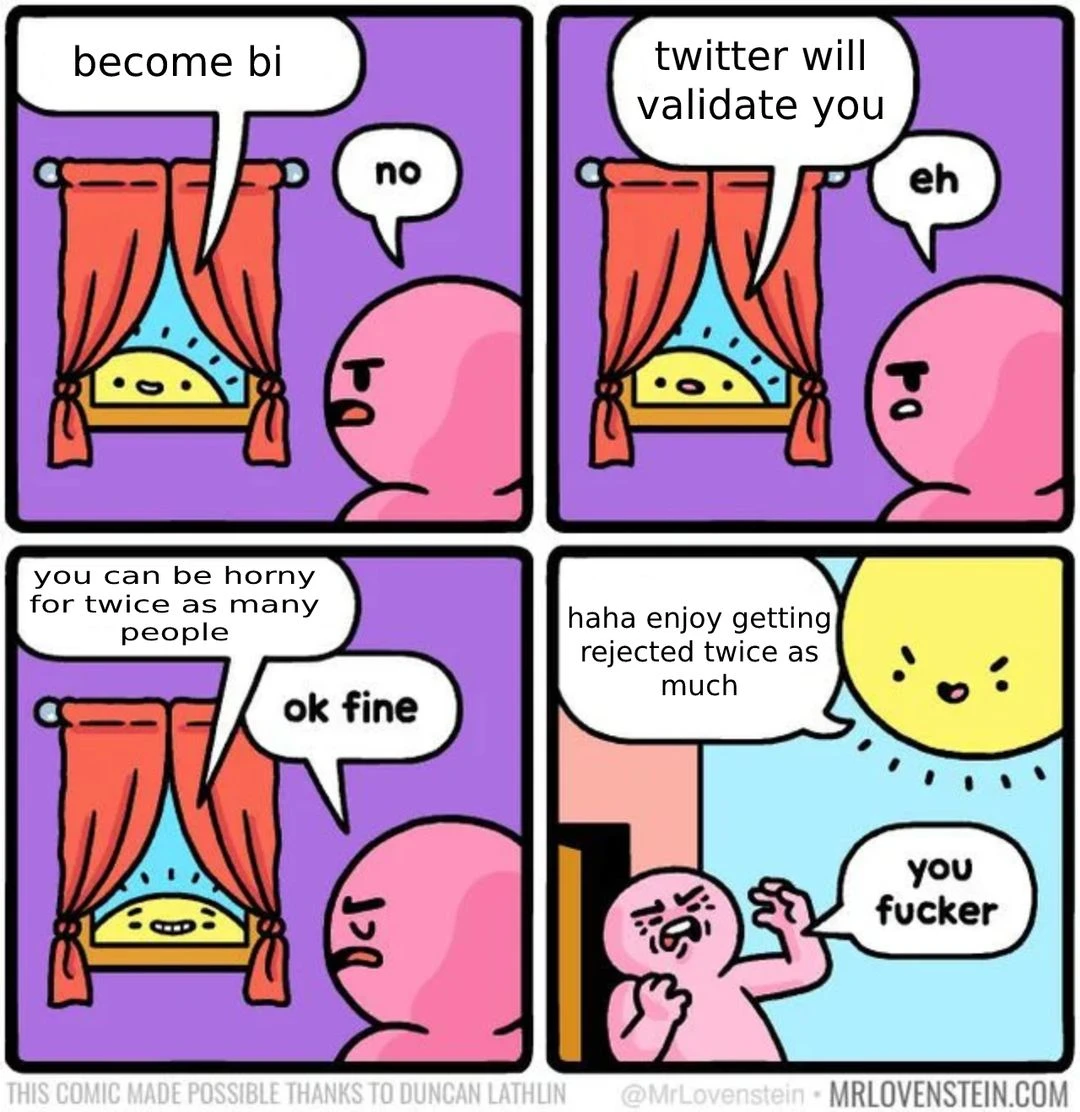 become bi
no
twitter will
validate you
eh
you can be horny
for twice as many
people
ok fine
haha enjoy getting
rejected twice as
much
you
fucker
THIS COMIC MADE POSSIBLE THANKS TO DUNCAN LATHLIN
@MrLovenstein • MRLOVENSTEIN.COM